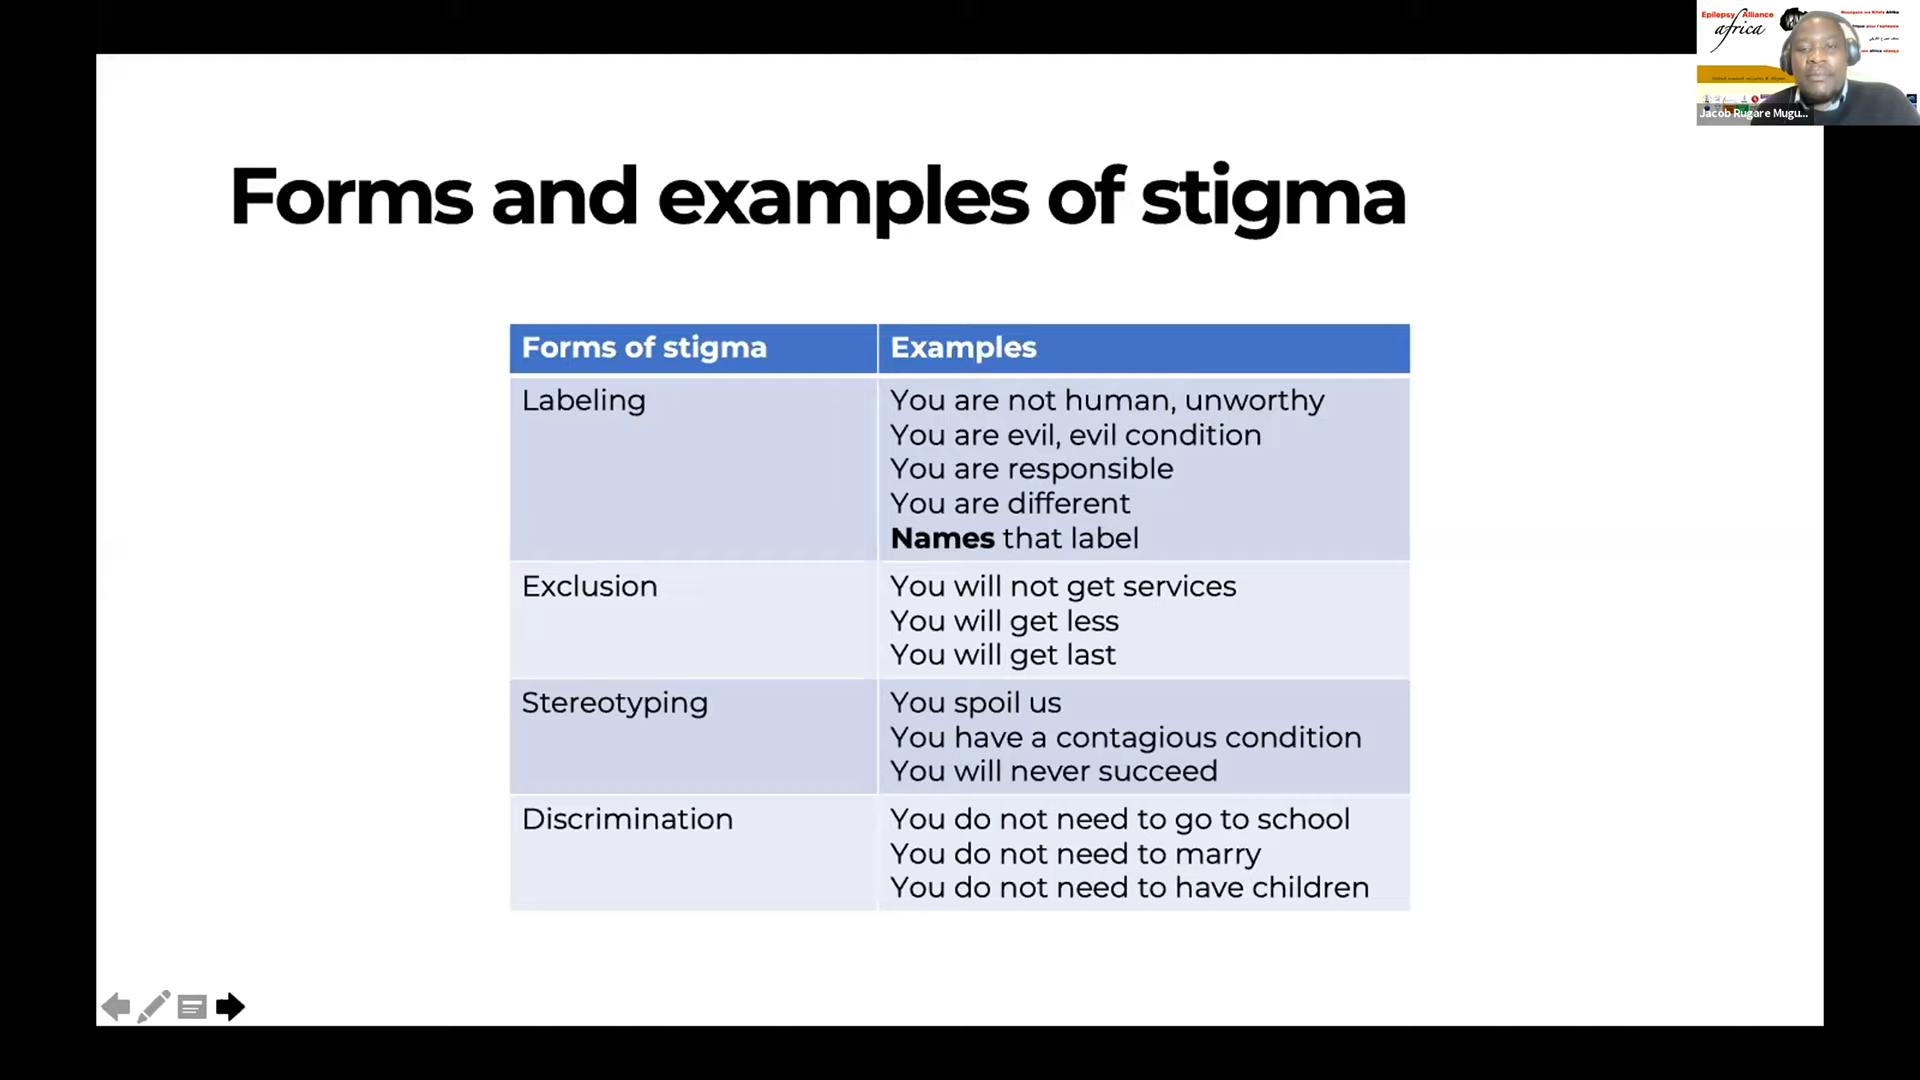 Epilepsy Alliance
africa
Jacob Rugare Mugu...
Forms and examples of stigma
Forms of stigma
Examples
Labeling
You are not human, unworthy
You are evil, evil condition
You are responsible
You are different
Names that label
Exclusion
You will not get services
You will get less
You will get last
Stereotyping
You spoil us
You have a contagious condition
You will never succeed
Discrimination
You do not need to go to school
You do not need to marry
You do not need to have children